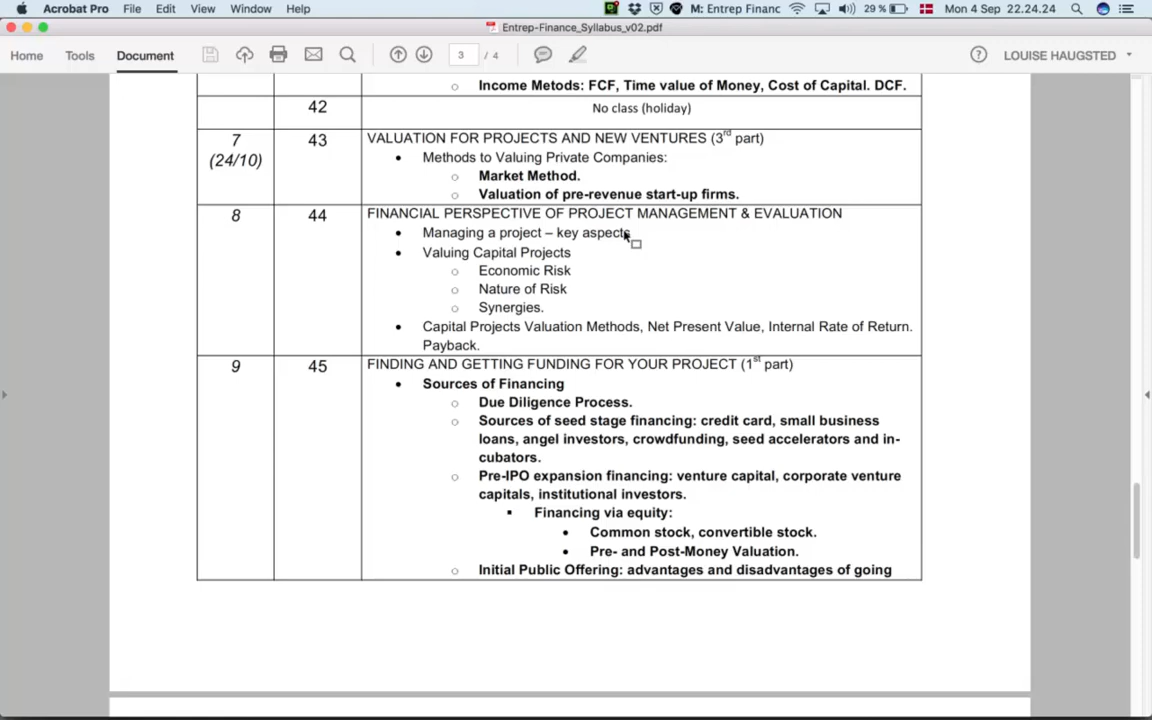 Acrobat Pro File Edit View Window Help M: Entrep Financ 29 % Mon 4 Sep 22.24.24
Entrep-Finance_Syllabus_v02.pdf
Home Tools Document 3 / 4 LOUISE HAUGSTED
○ Income Metods: FCF, Time value of Money, Cost of Capital. DCF.
42 No class (holiday)
7 43 VALUATION FOR PROJECTS AND NEW VENTURES (3rd part)
(24/10) • Methods to Valuing Private Companies:
○ Market Method.
○ Valuation of pre-revenue start-up firms.
8 44 FINANCIAL PERSPECTIVE OF PROJECT MANAGEMENT & EVALUATION
• Managing a project – key aspects
• Valuing Capital Projects
○ Economic Risk
○ Nature of Risk
○ Synergies.
• Capital Projects Valuation Methods, Net Present Value, Internal Rate of Return.
Payback.
9 45 FINDING AND GETTING FUNDING FOR YOUR PROJECT (1st part)
• Sources of Financing
○ Due Diligence Process.
○ Sources of seed stage financing: credit card, small business
loans, angel investors, crowdfunding, seed accelerators and in-
cubators.
○ Pre-IPO expansion financing: venture capital, corporate venture
capitals, institutional investors.
▪ Financing via equity:
• Common stock, convertible stock.
• Pre- and Post-Money Valuation.
○ Initial Public Offering: advantages and disadvantages of going